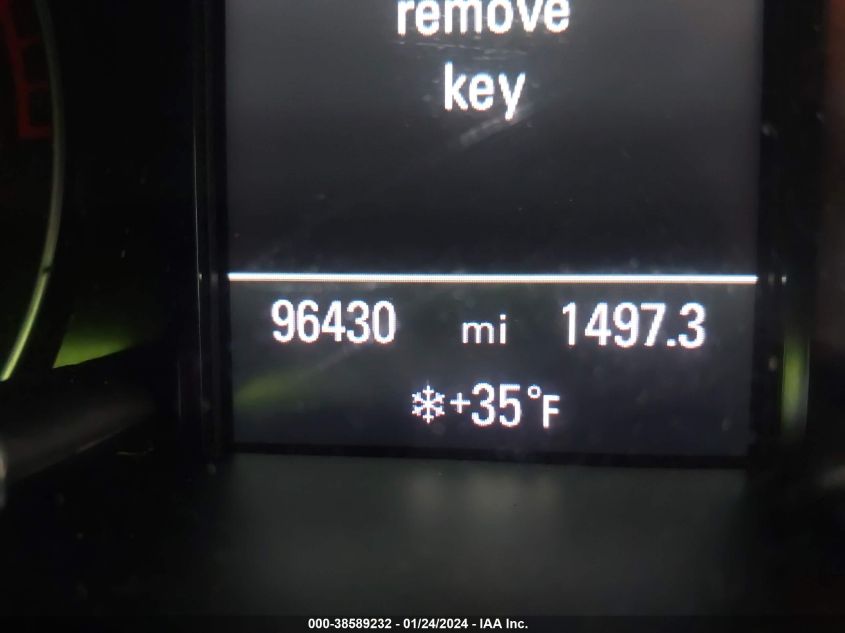 remove
key
96430 mi 1497.3
❄+35°F
000-38589232 - 01/24/2024 - IAA Inc.